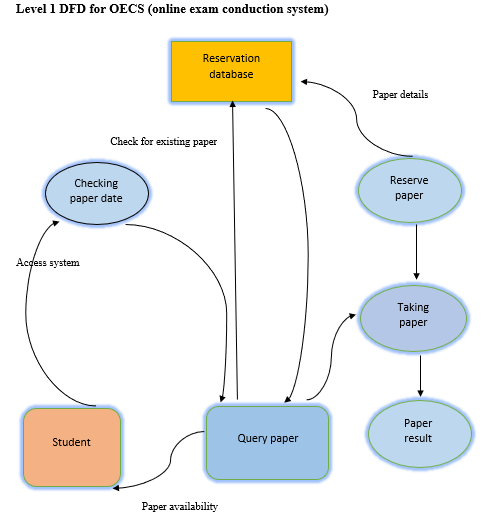 Level 1 DFD for OECS (online exam conduction system)
Reservation
database
Paper details
Check for existing paper
Checking
paper date
Reserve
paper
Access system
Taking
paper
Student
Query paper
Paper
result
Paper availability